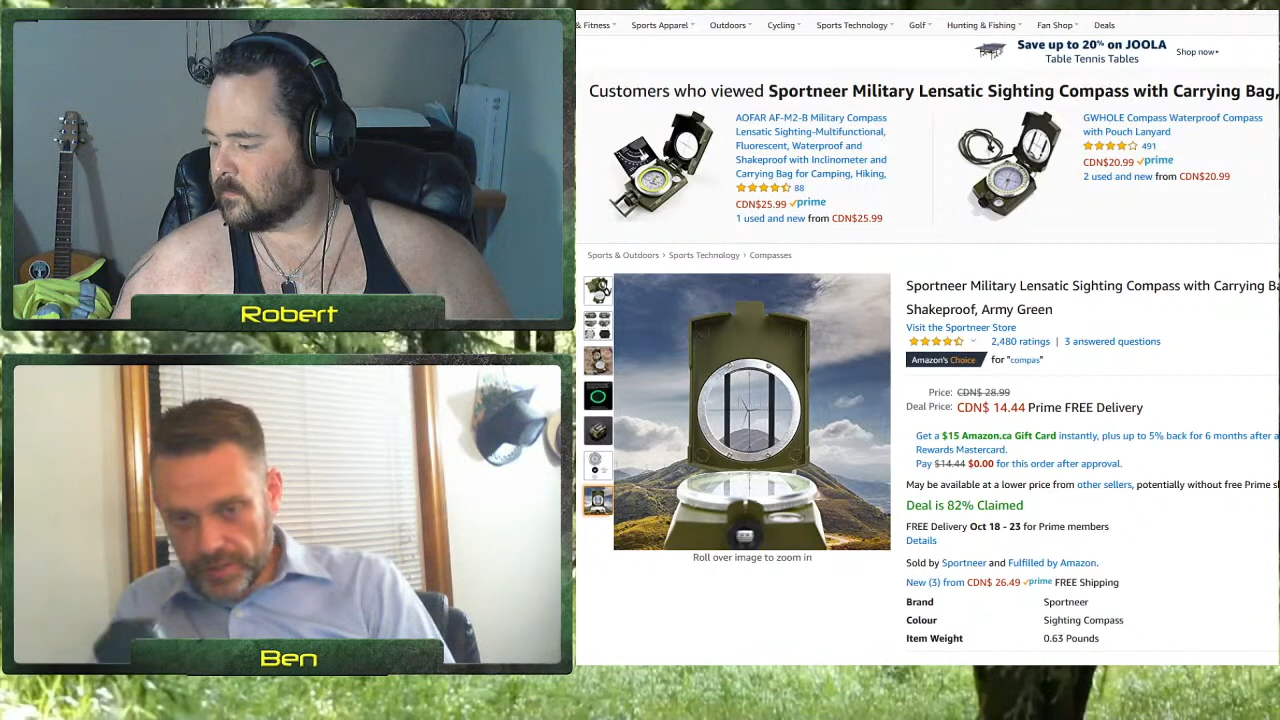 Robert
Ben
& Fitness
Sports Apparel
Outdoors
Cycling
Sports Technology
Golf
Hunting & Fishing
Fan Shop
Deals
Save up to 20% on JOOLA
Table Tennis Tables
Shop now
Customers who viewed Sportneer Military Lensatic Sighting Compass with Carrying Bag,
AOFAR AF-M2-B Military Compass
Lensatic Sighting-Multifunctional,
Fluorescent, Waterproof and
Shakeproof with Inclinometer and
Carrying Bag for Camping, Hiking,
88
CDN$25.99 prime
1 used and new from CDN$25.99
GWHOLE Compass Waterproof Compass
with Pouch Lanyard
491
CDN$20.99 prime
2 used and new from CDN$20.99
Sports & Outdoors › Sports Technology › Compasses
Roll over image to zoom in
Sportneer Military Lensatic Sighting Compass with Carrying Ba
Shakeproof, Army Green
Visit the Sportneer Store
2,480 ratings | 3 answered questions
Amazon's Choice for "compas"
Price: CDN$ 28.99
Deal Price: CDN$ 14.44 Prime FREE Delivery
Get a $15 Amazon.ca Gift Card instantly, plus up to 5% back for 6 months after a
Rewards Mastercard.
Pay $14.44 $0.00 for this order after approval.
May be available at a lower price from other sellers, potentially without free Prime s
Deal is 82% Claimed
FREE Delivery Oct 18 - 23 for Prime members
Details
Sold by Sportneer and Fulfilled by Amazon.
New (3) from CDN$ 26.49 prime FREE Shipping
Brand Sportneer
Colour Sighting Compass
Item Weight 0.63 Pounds